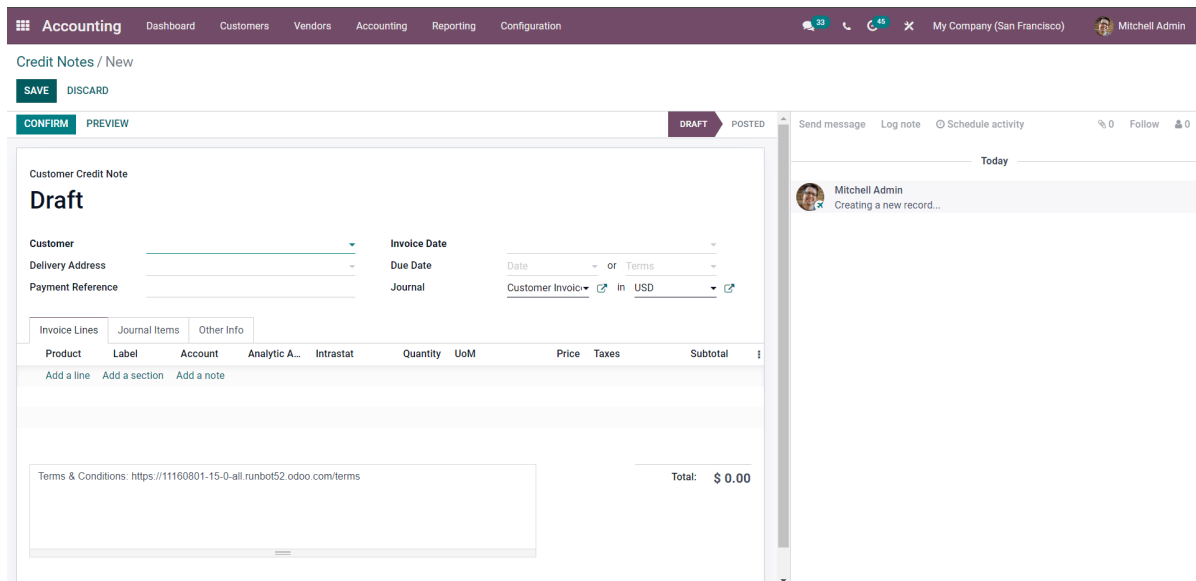 Accounting Dashboard Customers Vendors Accounting Reporting Configuration 33 45 My Company (San Francisco) Mitchell Admin
Credit Notes / New
SAVE DISCARD
CONFIRM PREVIEW DRAFT POSTED
Send message Log note Schedule activity 0 Follow 0
Today
Mitchell Admin
Creating a new record...
Customer Credit Note
Draft
Customer Invoice Date
Delivery Address Due Date Date or Terms
Payment Reference Journal Customer Invoic in USD
Invoice Lines Journal Items Other Info
Product Label Account Analytic A... Intrastat Quantity UoM Price Taxes Subtotal
Add a line Add a section Add a note
Terms & Conditions: https://11160801-15-0-all.runbot52.odoo.com/terms
Total: $ 0.00